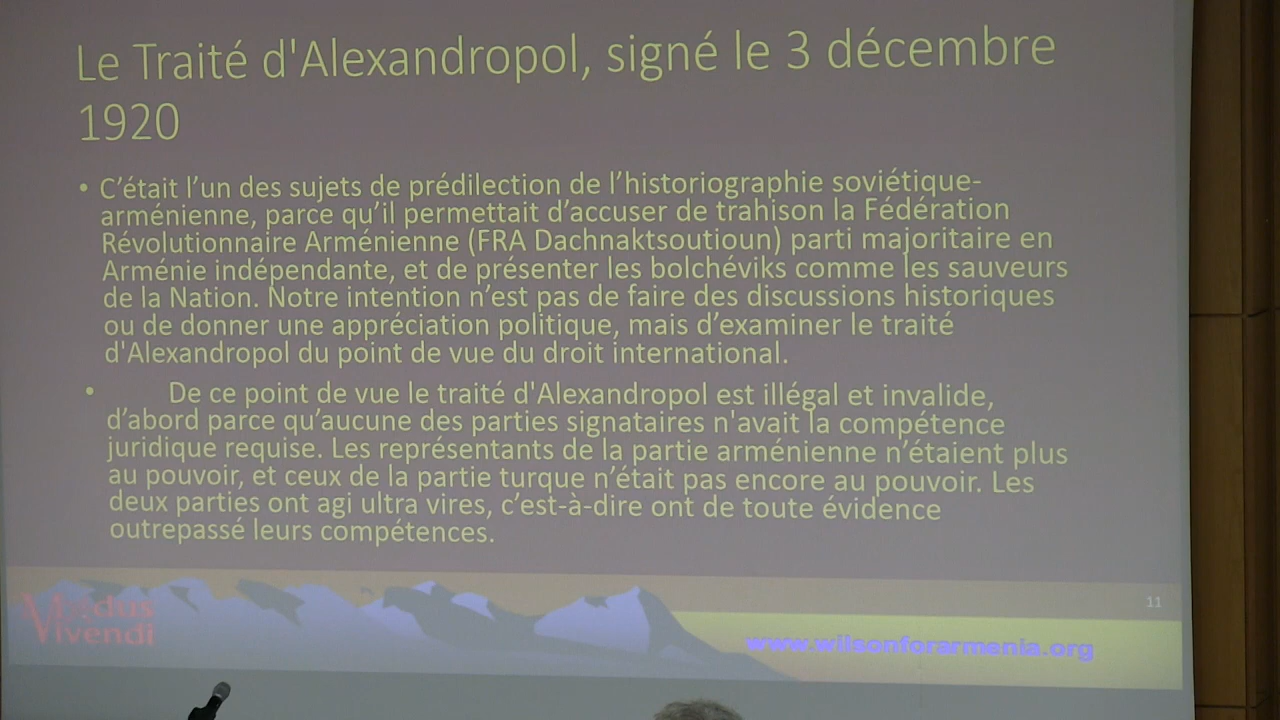 Le Traité d'Alexandropol, signé le 3 décembre
1920
• C’était l’un des sujets de prédilection de l’historiographie soviétique-
arménienne, parce qu’il permettait d’accuser de trahison la Fédération
Révolutionnaire Arménienne (FRA Dachnaktsoutioun) parti majoritaire en
Arménie indépendante, et de présenter les bolchéviks comme les sauveurs
de la Nation. Notre intention n’est pas de faire des discussions historiques
ou de donner une appréciation politique, mais d’examiner le traité
d'Alexandropol du point de vue du droit international.
• De ce point de vue le traité d'Alexandropol est illégal et invalide,
d’abord parce qu’aucune des parties signataires n'avait la compétence
juridique requise. Les représentants de la partie arménienne n’étaient plus
au pouvoir, et ceux de la partie turque n’était pas encore au pouvoir. Les
deux parties ont agi ultra vires, c’est-à-dire ont de toute évidence
outrepassé leurs compétences.
11
Modus
Vivendi
www.wilsonforarmenia.org